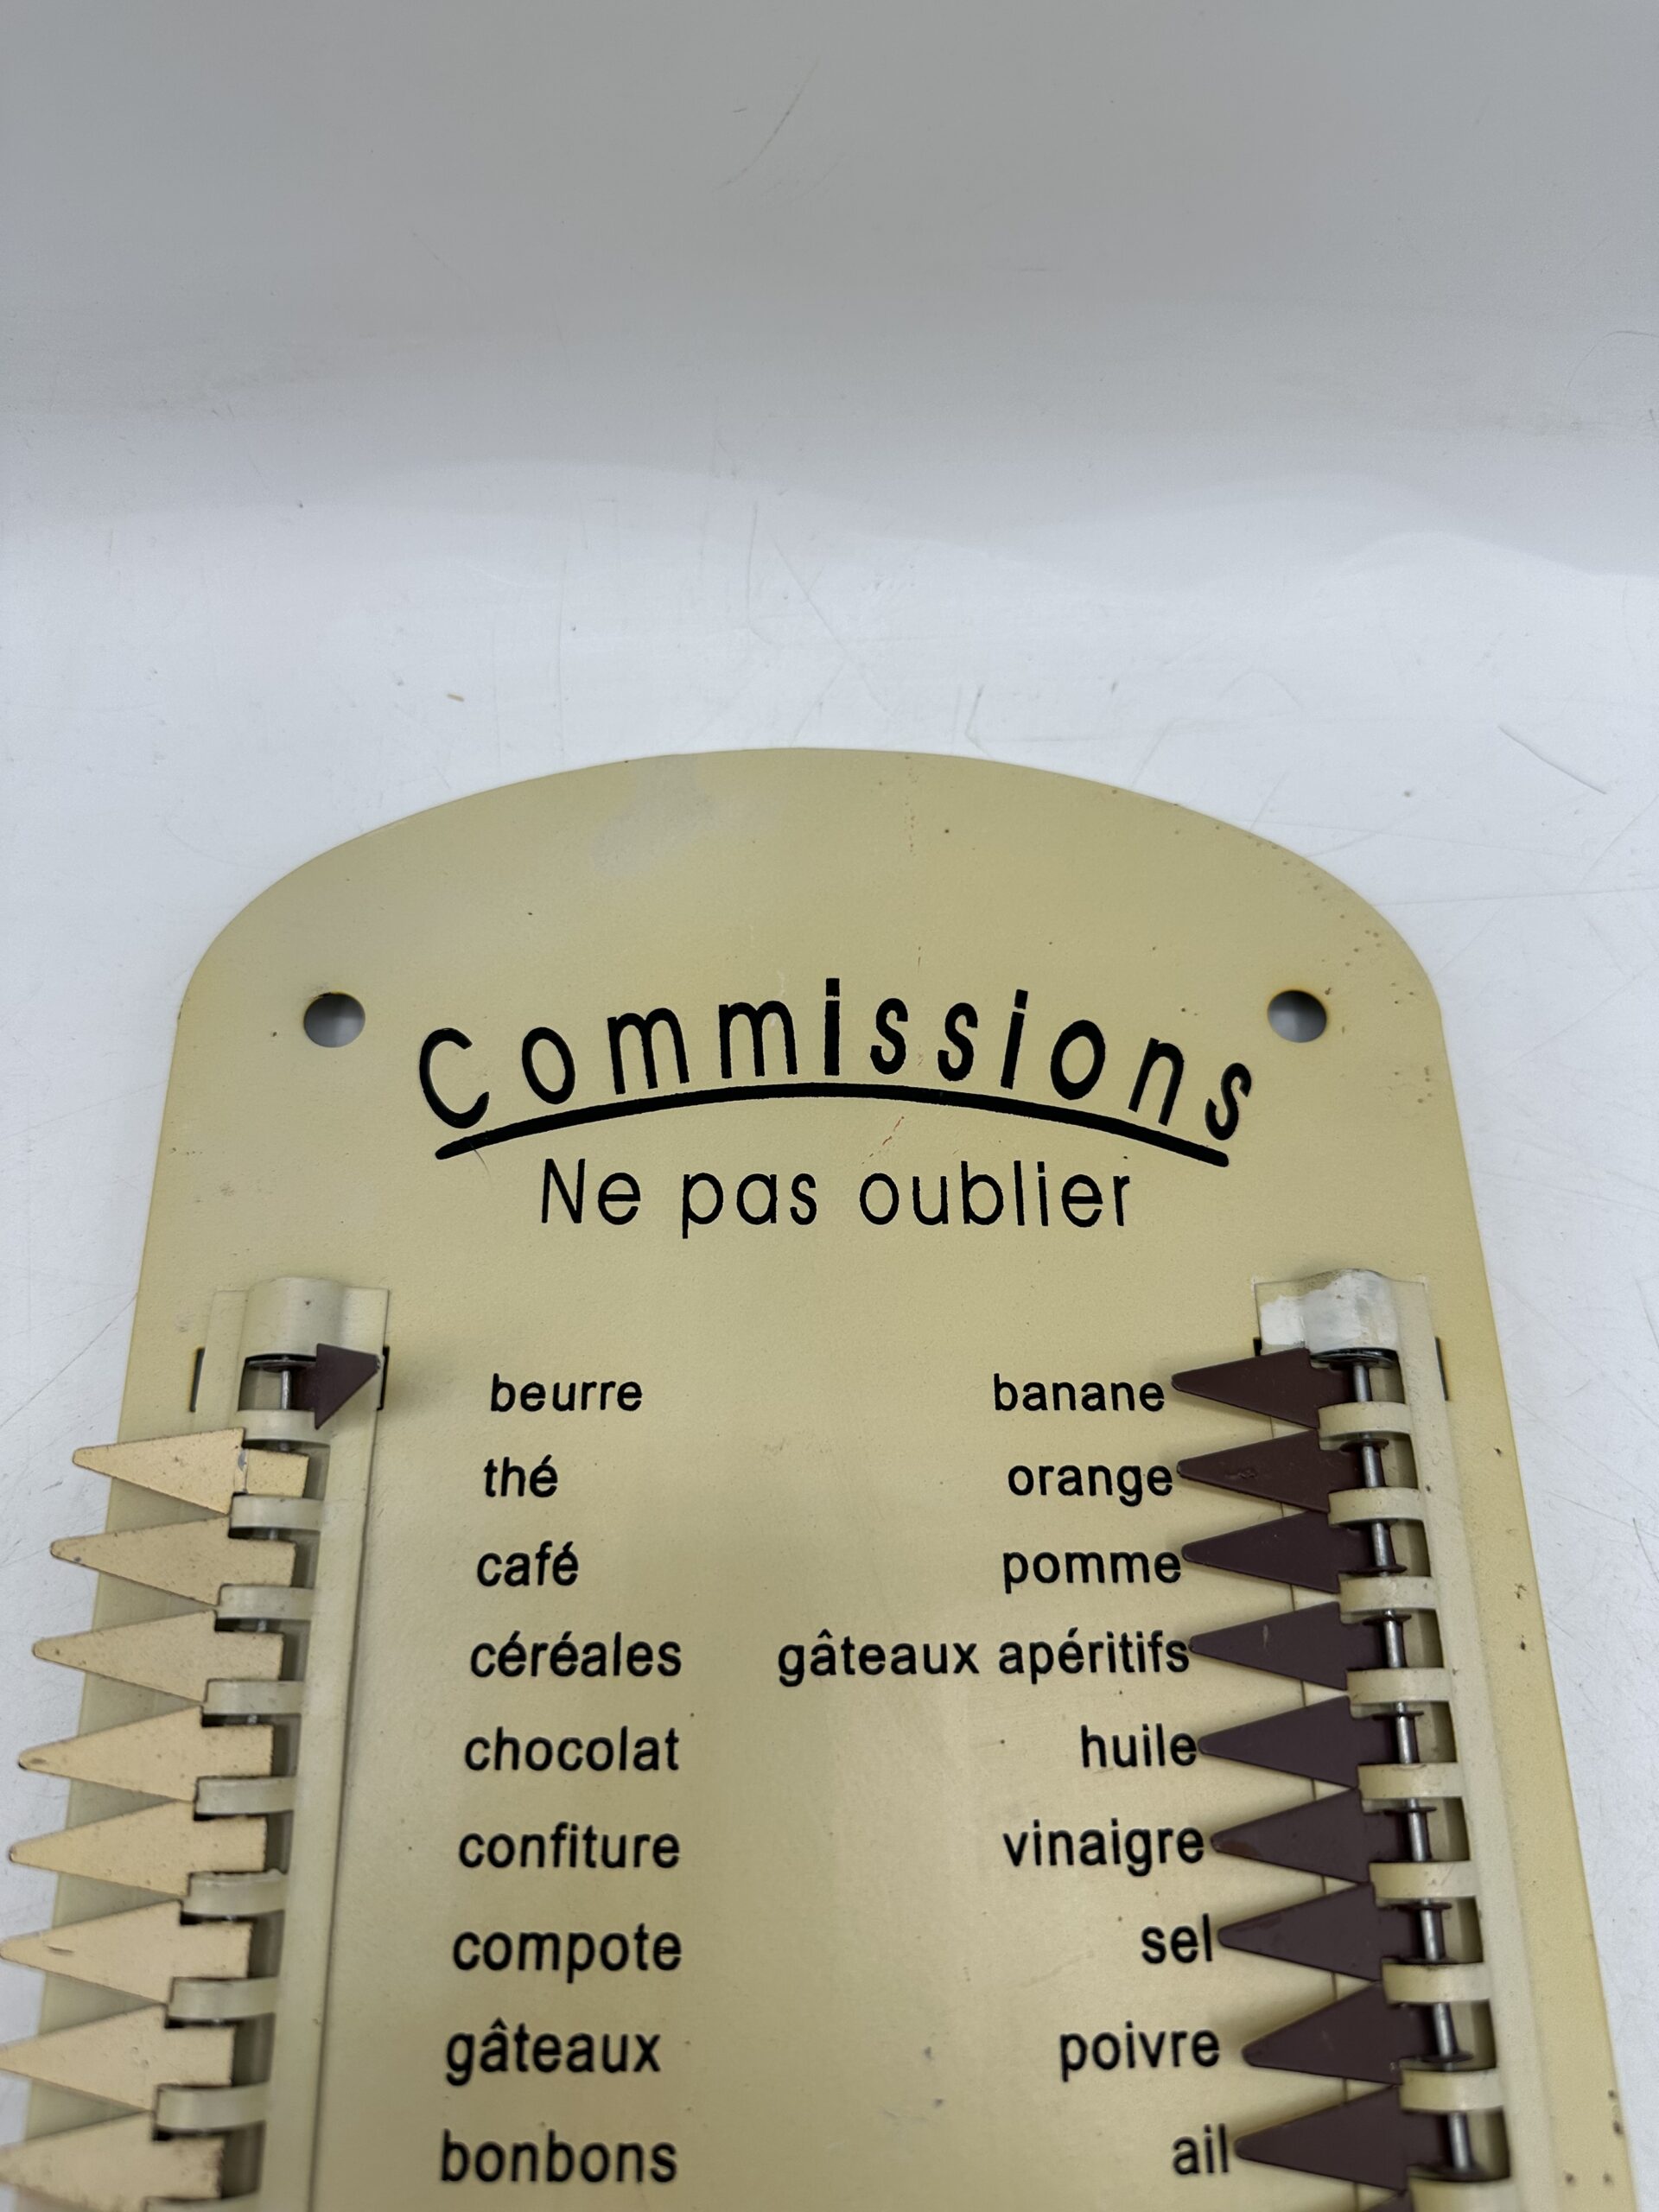 Commissions
Ne pas oublier
beurre banane
thé orange
café pomme
céréales gâteaux apéritifs
chocolat huile
confiture vinaigre
compote sel
gâteaux poivre
bonbons ail